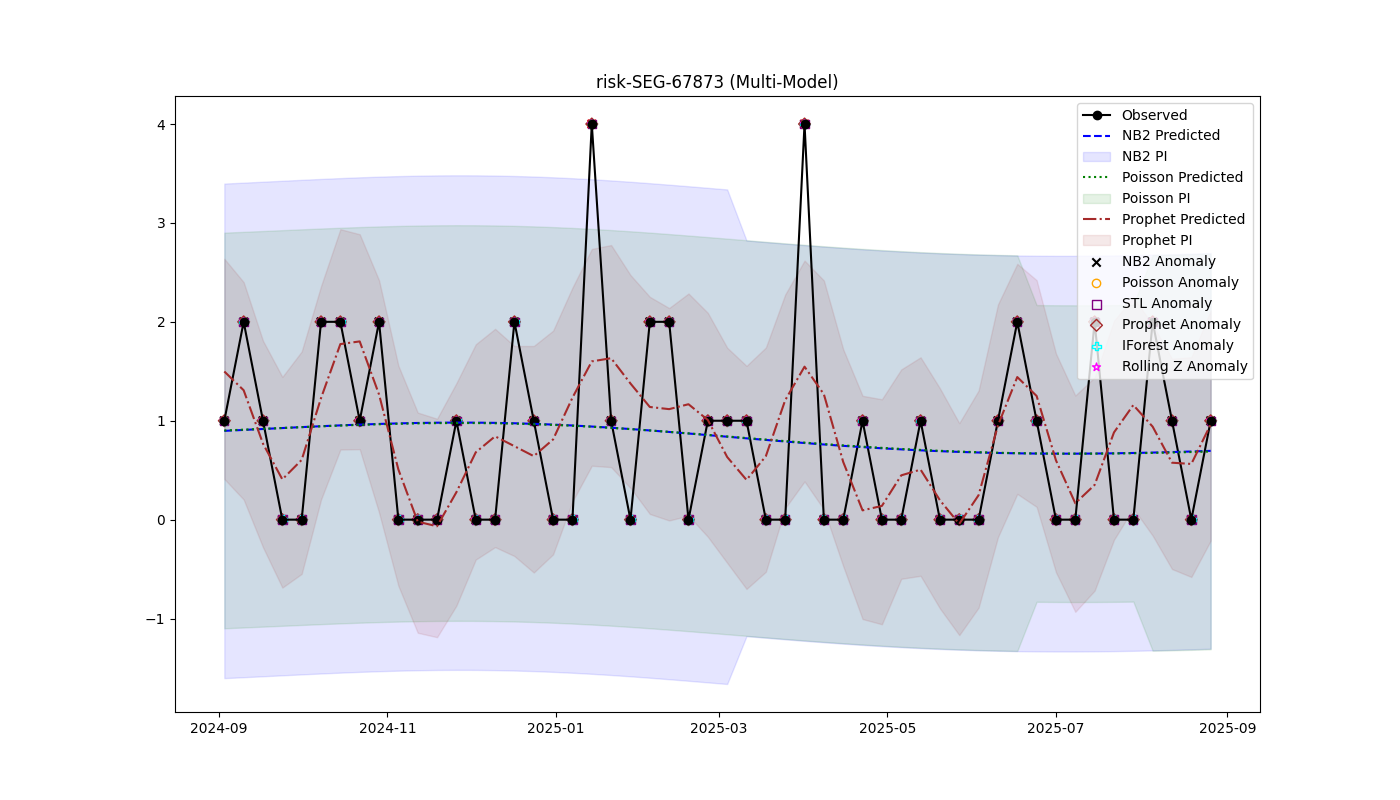 risk-SEG-67873 (Multi-Model)
4
3
2
1
0
−1
2024-09
2024-11
2025-01
2025-03
2025-05
2025-07
2025-09
Observed
NB2 Predicted
NB2 PI
Poisson Predicted
Poisson PI
Prophet Predicted
Prophet PI
NB2 Anomaly
Poisson Anomaly
STL Anomaly
Prophet Anomaly
IForest Anomaly
Rolling Z Anomaly